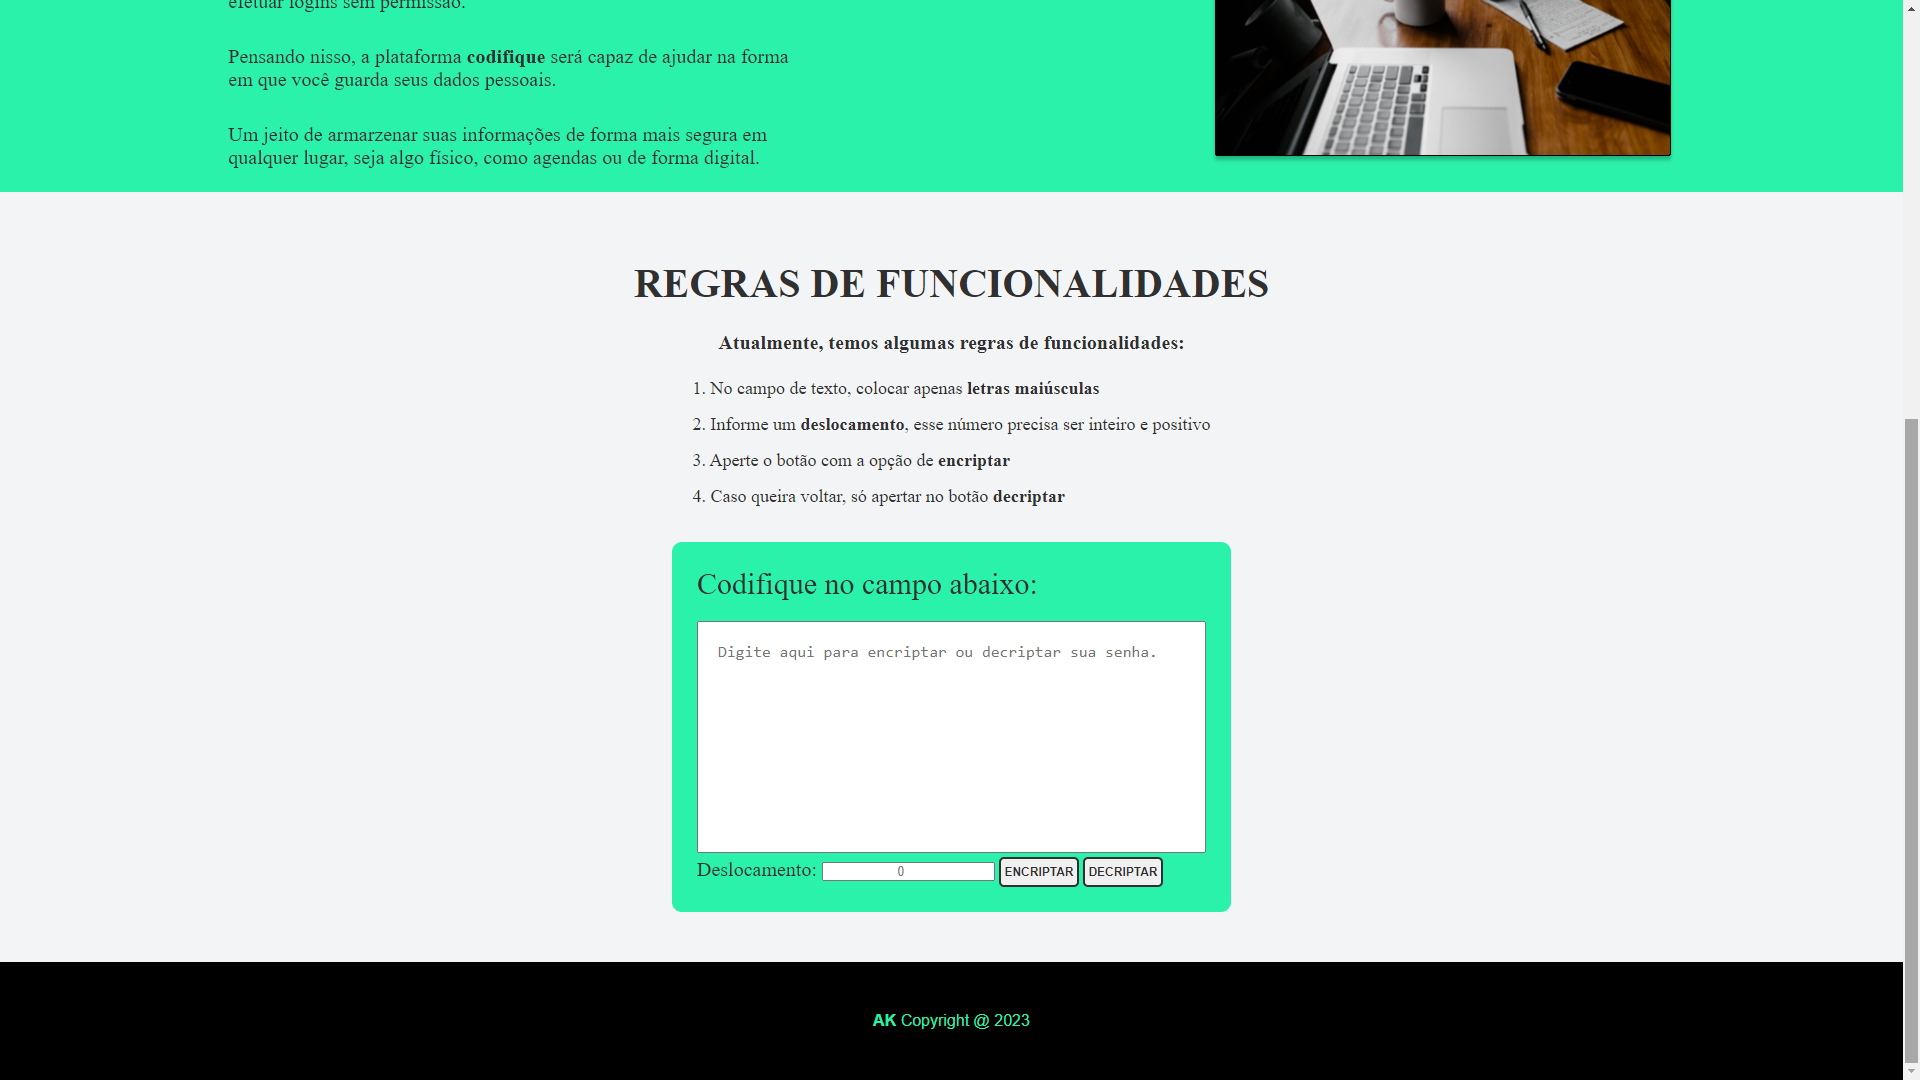 efetuar logins sem permissão.
Pensando nisso, a plataforma codifique será capaz de ajudar na forma
em que você guarda seus dados pessoais.
Um jeito de armarzenar suas informações de forma mais segura em
qualquer lugar, seja algo físico, como agendas ou de forma digital.
REGRAS DE FUNCIONALIDADES
Atualmente, temos algumas regras de funcionalidades:
1. No campo de texto, colocar apenas letras maiúsculas
2. Informe um deslocamento, esse número precisa ser inteiro e positivo
3. Aperte o botão com a opção de encriptar
4. Caso queira voltar, só apertar no botão decriptar
Codifique no campo abaixo:
Digite aqui para encriptar ou decriptar sua senha.
Deslocamento: 0 ENCRIPTAR DECRIPTAR
AK Copyright @ 2023